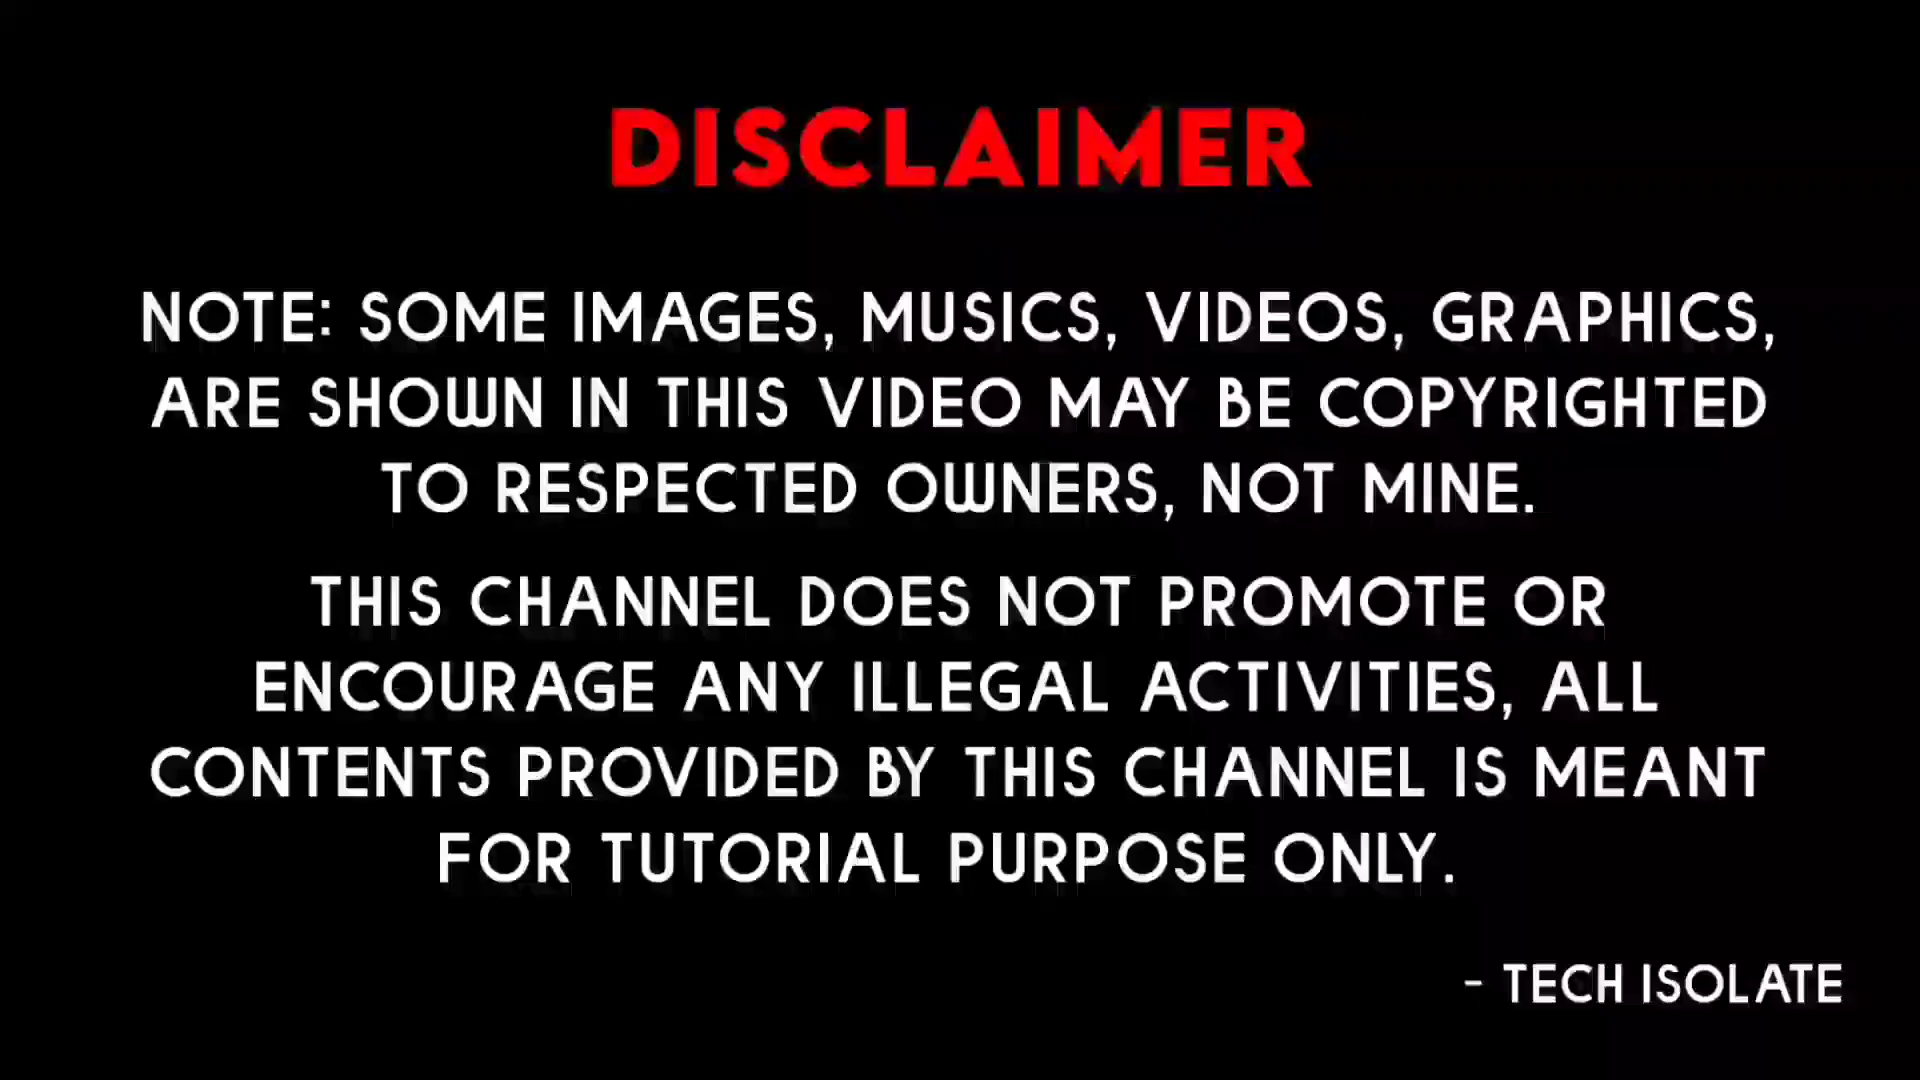 DISCLAIMER
NOTE: SOME IMAGES, MUSICS, VIDEOS, GRAPHICS,
ARE SHOWN IN THIS VIDEO MAY BE COPYRIGHTED
TO RESPECTED OWNERS, NOT MINE.
THIS CHANNEL DOES NOT PROMOTE OR
ENCOURAGE ANY ILLEGAL ACTIVITIES, ALL
CONTENTS PROVIDED BY THIS CHANNEL IS MEANT
FOR TUTORIAL PURPOSE ONLY.
- TECH ISOLATE